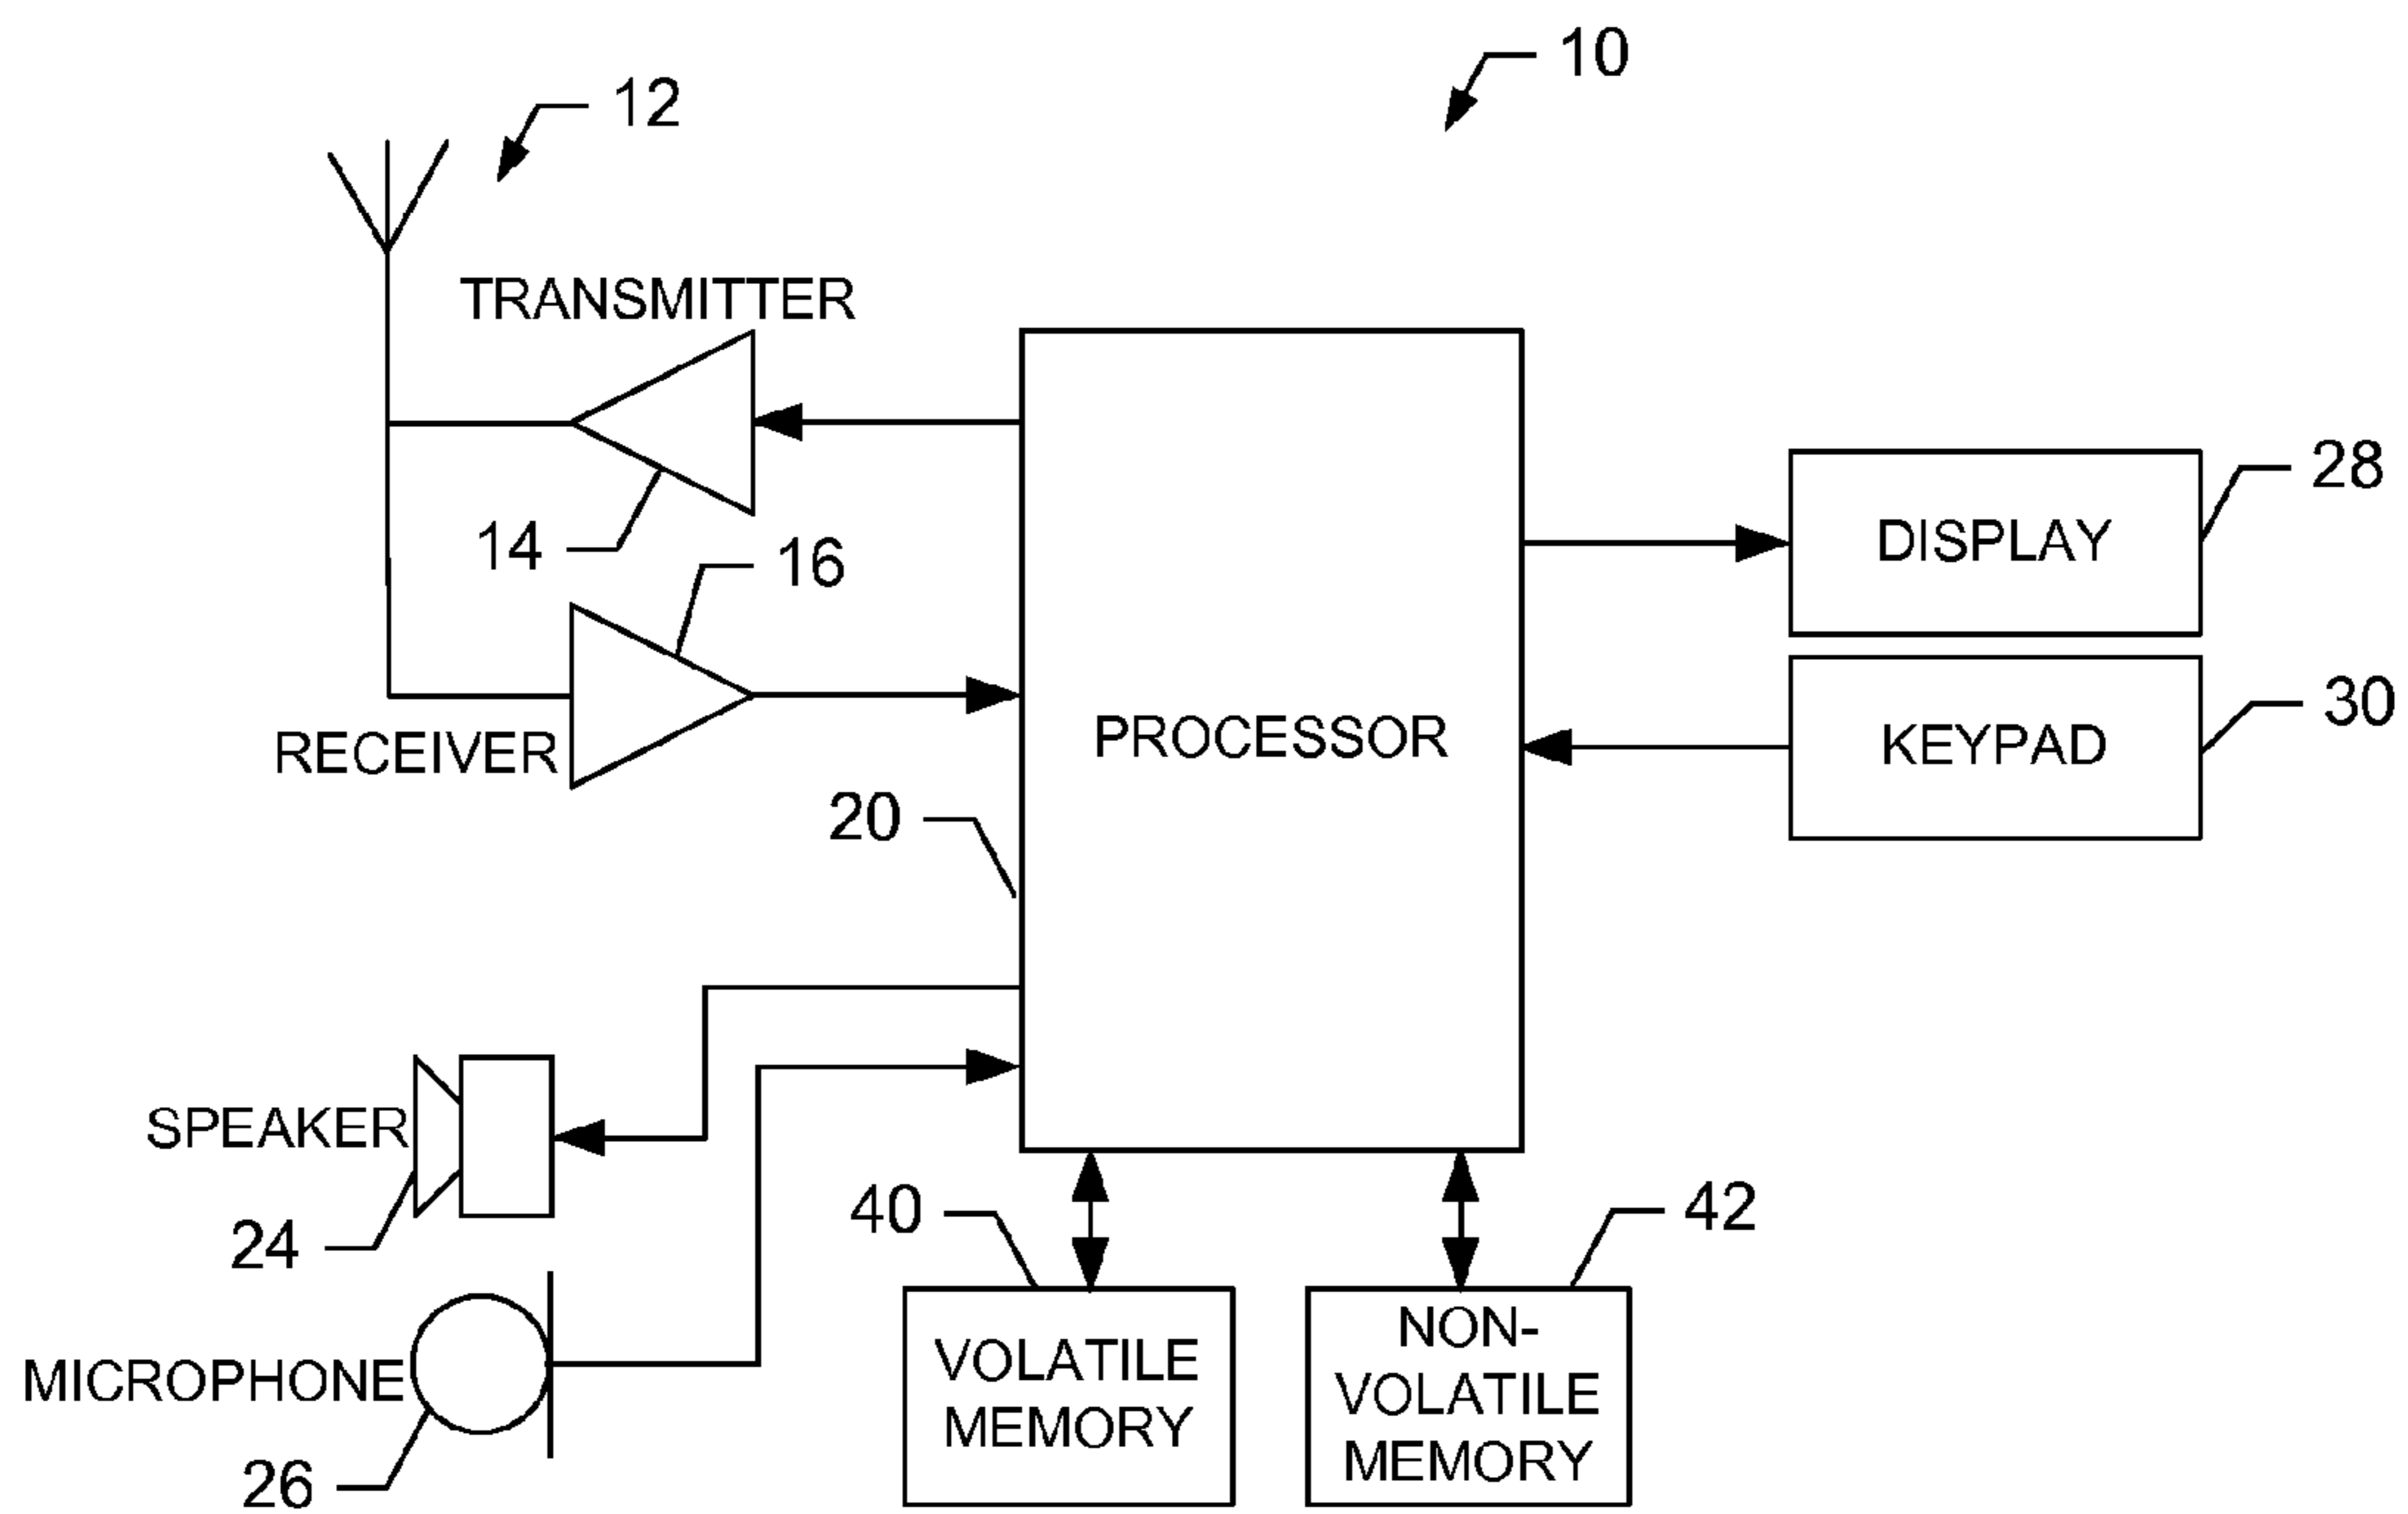 10
12
TRANSMITTER
14
16
28
DISPLAY
30
KEYPAD
PROCESSOR
RECEIVER
20
SPEAKER
24
40
42
VOLATILE
MEMORY
NON-
VOLATILE
MEMORY
MICROPHONE
26